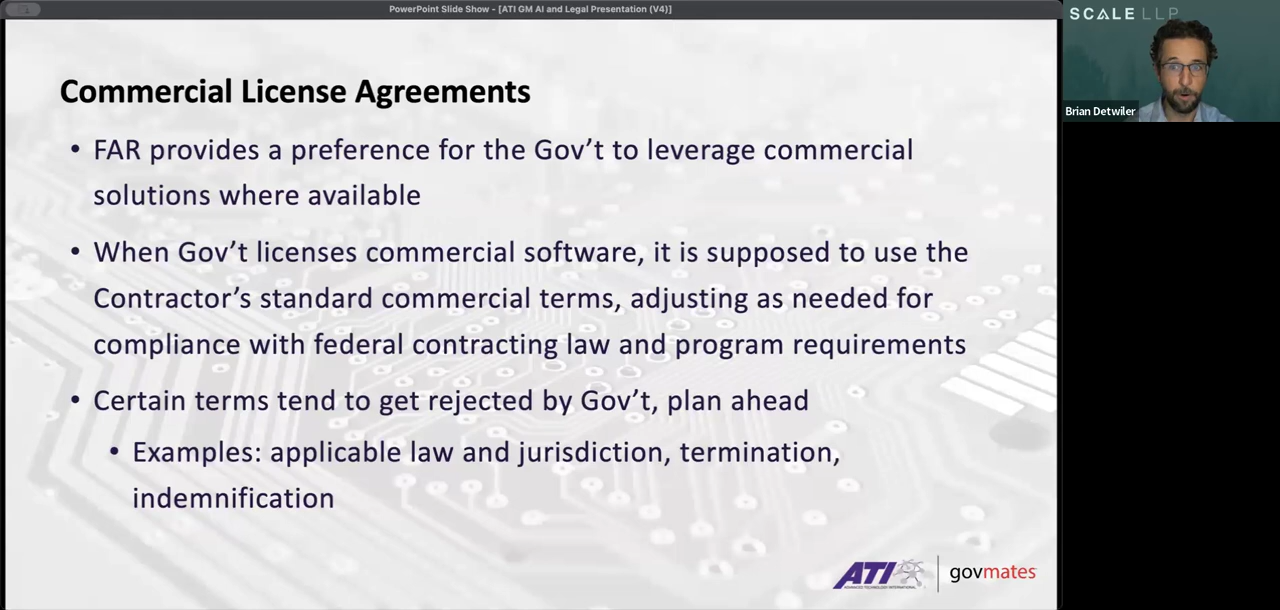 PowerPoint Slide Show - [ATI GM AI and Legal Presentation (V4)]
SCALE LLP
Brian Detwiler
Commercial License Agreements
• FAR provides a preference for the Gov’t to leverage commercial
solutions where available
• When Gov’t licenses commercial software, it is supposed to use the
Contractor’s standard commercial terms, adjusting as needed for
compliance with federal contracting law and program requirements
• Certain terms tend to get rejected by Gov’t, plan ahead
• Examples: applicable law and jurisdiction, termination,
indemnification
ATI
ADVANCED TECHNOLOGY INTERNATIONAL
govmates